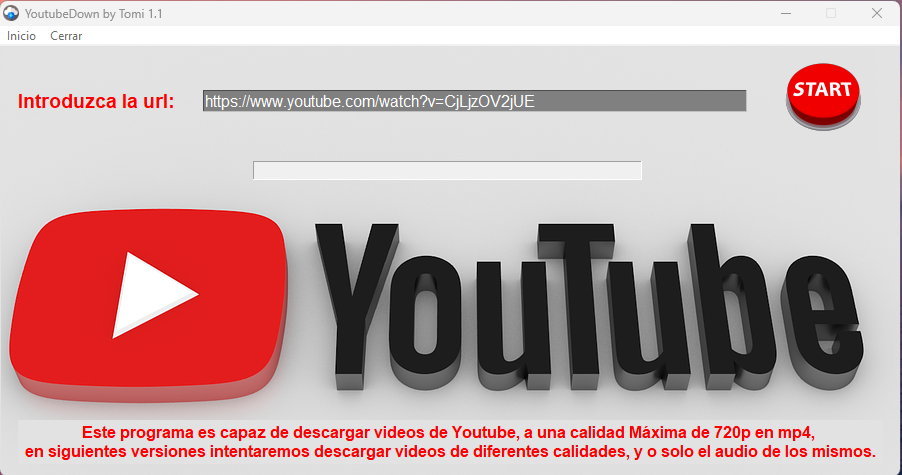 YoutubeDown by Tomi 1.1
Inicio Cerrar
Introduzca la url: https://www.youtube.com/watch?v=CjLjzOV2jUE
START
YouTube
Este programa es capaz de descargar videos de Youtube, a una calidad Máxima de 720p en mp4,
en siguientes versiones intentaremos descargar videos de diferentes calidades, y o solo el audio de los mismos.